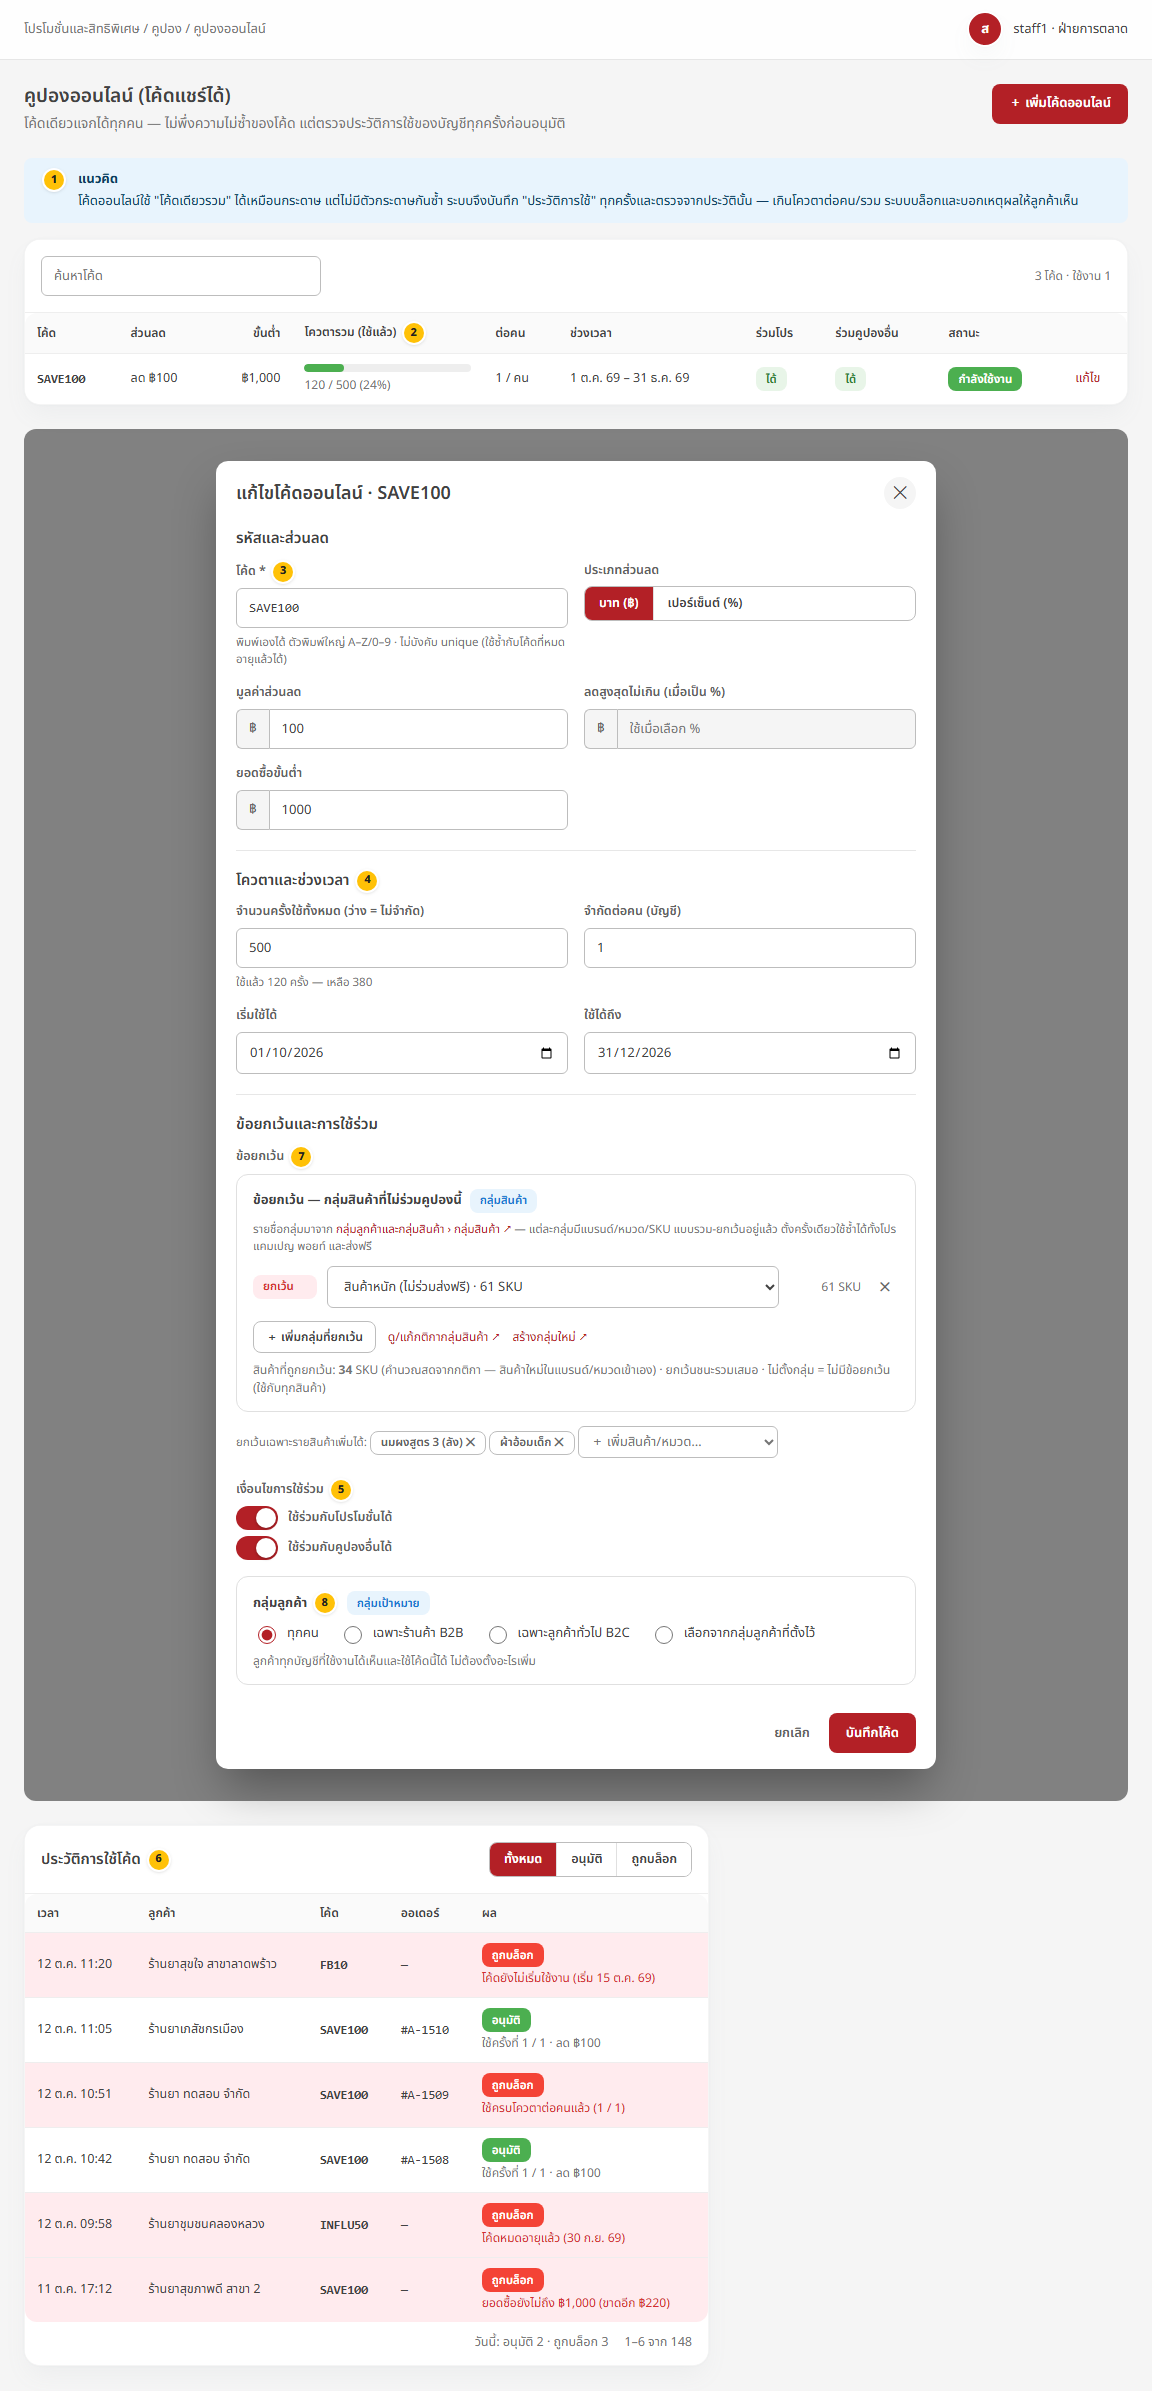 โปรโมชั่นและสิทธิพิเศษ / คูปอง / คูปองออนไลน์
ส staff1 · ฝ่ายการตลาด
คูปองออนไลน์ (โค้ดแชร์ได้)
+ เพิ่มโค้ดออนไลน์
โค้ดเดียวแจกได้ทุกคน — ไม่พึ่งความไม่ซ้ำของโค้ด แต่ตรวจประวัติการใช้ของบัญชีทุกครั้งก่อนอนุมัติ
1 แนวคิด
โค้ดออนไลน์ใช้ "โค้ดเดียวรวม" ได้เหมือนกระดาษ แต่ไม่มีตัวกระดาษกันซ้ำ ระบบจึงบันทึก "ประวัติการใช้" ทุกครั้งและตรวจจากประวัตินั้น — เกินโควตาต่อคน/รวม ระบบบล็อกและบอกเหตุผลให้ลูกค้าเห็น
ค้นหาโค้ด
3 โค้ด · ใช้งาน 1
โค้ด ส่วนลด ขั้นต่ำ โควตารวม (ใช้แล้ว) 2 ต่อคน ช่วงเวลา ร่วมโปร ร่วมคูปองอื่น สถานะ
SAVE100 ลด ฿100 ฿1,000 120 / 500 (24%) 1 / คน 1 ต.ค. 69 – 31 ธ.ค. 69 ได้ ได้ กำลังใช้งาน แก้ไข
แก้ไขโค้ดออนไลน์ · SAVE100
รหัสและส่วนลด
โค้ด * 3
ประเภทส่วนลด
SAVE100
บาท (฿) เปอร์เซ็นต์ (%)
พิมพ์เองได้ ตัวพิมพ์ใหญ่ A–Z/0–9 · ไม่บังคับ unique (ใช้ซ้ำกับโค้ดที่หมด
อายุแล้วได้)
มูลค่าส่วนลด
ลดสูงสุดไม่เกิน (เมื่อเป็น %)
฿ 100
฿ ใช้เมื่อเลือก %
ยอดซื้อขั้นต่ำ
฿ 1000
โควตาและช่วงเวลา 4
จำนวนครั้งใช้ทั้งหมด (ว่าง = ไม่จำกัด)
จำกัดต่อคน (บัญชี)
500
1
ใช้แล้ว 120 ครั้ง — เหลือ 380
เริ่มใช้ได้
ใช้ได้ถึง
01/10/2026
31/12/2026
ข้อยกเว้นและการใช้ร่วม
ข้อยกเว้น 7
ข้อยกเว้น — กลุ่มสินค้าที่ไม่ร่วมคูปองนี้ กลุ่มสินค้า
รายชื่อกลุ่มมาจาก กลุ่มลูกค้าและกลุ่มสินค้า › กลุ่มสินค้า ↗ — แต่ละกลุ่มมีแบรนด์/หมวด/SKU แบบรวม-ยกเว้นอยู่แล้ว ตั้งครั้งเดียวใช้ซ้ำได้ทั้งโปร
แคมเปญ พอยท์ และส่งฟรี
ยกเว้น สินค้าหนัก (ไม่ร่วมส่งฟรี) · 61 SKU 61 SKU ✕
+ เพิ่มกลุ่มที่ยกเว้น ดู/แก้กติกากลุ่มสินค้า ↗ สร้างกลุ่มใหม่ ↗
สินค้าที่ถูกยกเว้น: 34 SKU (คำนวณสดจากกติกา — สินค้าใหม่ในแบรนด์/หมวดเข้าเอง) · ยกเว้นชนะรวมเสมอ · ไม่ตั้งกลุ่ม = ไม่มีข้อยกเว้น
(ใช้กับทุกสินค้า)
ยกเว้นเฉพาะรายสินค้าเพิ่มได้: นมผงสูตร 3 (ลัง) ✕ ผ้าอ้อมเด็ก ✕ + เพิ่มสินค้า/หมวด...
เงื่อนไขการใช้ร่วม 5
ใช้ร่วมกับโปรโมชั่นได้
ใช้ร่วมกับคูปองอื่นได้
กลุ่มลูกค้า 8 กลุ่มเป้าหมาย
ทุกคน เฉพาะร้านค้า B2B เฉพาะลูกค้าทั่วไป B2C เลือกจากกลุ่มลูกค้าที่ตั้งไว้
ลูกค้าทุกบัญชีที่ใช้งานได้เห็นและใช้โค้ดนี้ได้ ไม่ต้องตั้งอะไรเพิ่ม
ยกเลิก บันทึกโค้ด
ประวัติการใช้โค้ด 6
ทั้งหมด อนุมัติ ถูกบล็อก
เวลา ลูกค้า โค้ด ออเดอร์ ผล
12 ต.ค. 11:20 ร้านยาสุขใจ สาขาลาดพร้าว FB10 — ถูกบล็อก
โค้ดยังไม่เริ่มใช้งาน (เริ่ม 15 ต.ค. 69)
12 ต.ค. 11:05 ร้านยาเภสัชกรเมือง SAVE100 #A-1510 อนุมัติ
ใช้ครั้งที่ 1 / 1 · ลด ฿100
12 ต.ค. 10:51 ร้านยา ทดสอบ จำกัด SAVE100 #A-1509 ถูกบล็อก
ใช้ครบโควตาต่อคนแล้ว (1 / 1)
12 ต.ค. 10:42 ร้านยา ทดสอบ จำกัด SAVE100 #A-1508 อนุมัติ
ใช้ครั้งที่ 1 / 1 · ลด ฿100
12 ต.ค. 09:58 ร้านยาชุมชนคลองหลวง INFLU50 — ถูกบล็อก
โค้ดหมดอายุแล้ว (30 ก.ย. 69)
11 ต.ค. 17:12 ร้านยาสุขภาพดี สาขา 2 SAVE100 — ถูกบล็อก
ยอดซื้อยังไม่ถึง ฿1,000 (ขาดอีก ฿220)
วันนี้: อนุมัติ 2 · ถูกบล็อก 3 1–6 จาก 148